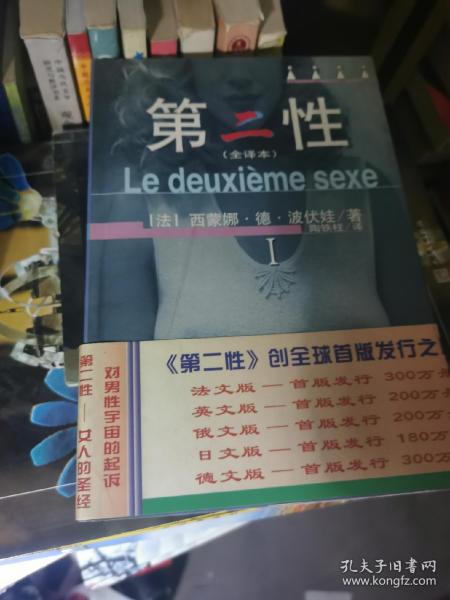 第二性
(全译本)
Le deuxième sexe
[法] 西蒙娜·德·波伏娃/著
陶铁柱/译
I
《第二性》创全球首版发行之
法文版—首版发行 300万册
英文版—首版发行 200万册
俄文版—首版发行 200万
日文版—首版发行 180万
德文版—首版发行 300万
对男性宇宙的起诉
第二性——女人的圣经
孔夫子旧书网
www.kongfz.com